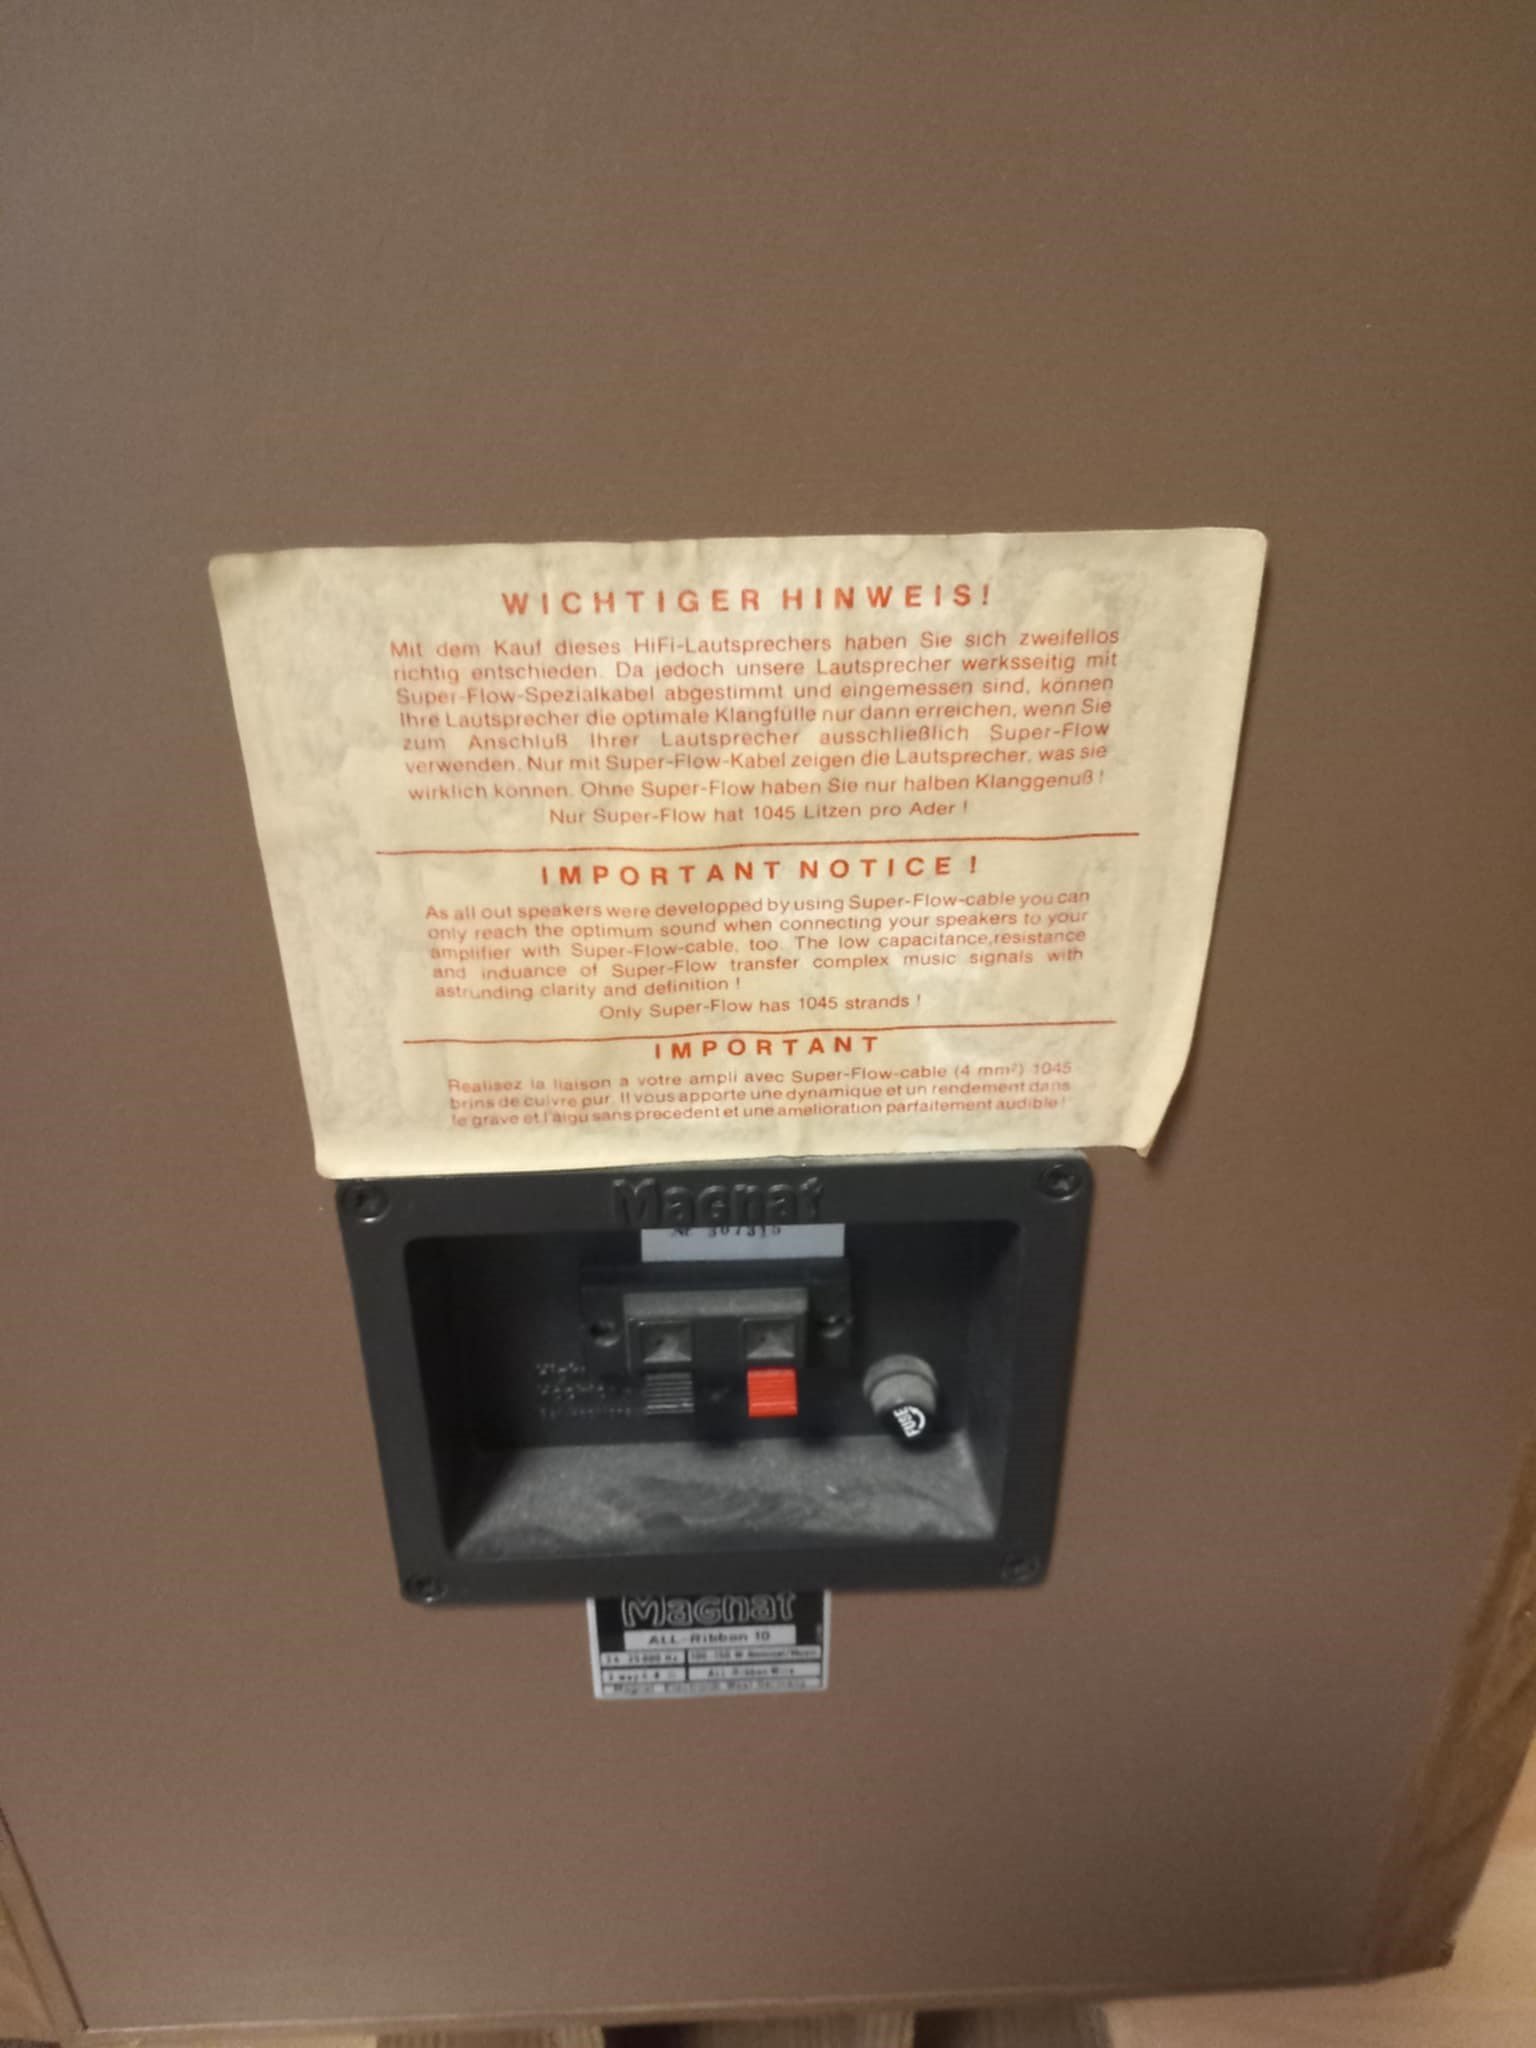 WICHTIGER HINWEIS!
Mit dem Kauf dieses HiFi-Lautsprechers haben Sie sich zweifellos
richtig entschieden. Da jedoch unsere Lautsprecher werksseitig mit
Super-Flow-Spezialkabel abgestimmt und eingemessen sind, können
Ihre Lautsprecher die optimale Klangfülle nur dann erreichen, wenn Sie
zum Anschluß Ihrer Lautsprecher ausschließlich Super-Flow
verwenden. Nur mit Super-Flow-Kabel zeigen die Lautsprecher, was sie
wirklich können. Ohne Super-Flow haben Sie nur halben Klanggenuß!
Nur Super-Flow hat 1045 Litzen pro Ader!
IMPORTANT NOTICE!
As all out speakers were developped by using Super-Flow-cable you can
only reach the optimum sound when connecting your speakers to your
amplifier with Super-Flow-cable, too. The low capacitance,resistance
and induance of Super-Flow transfer complex music signals with
astrunding clarity and definition!
Only Super-Flow has 1045 strands!
IMPORTANT
Realisez la liaison a votre ampli avec Super-Flow-cable (4 mm²) 1045
brins de cuivre pur. Il vous apporte une dynamique et un rendement dans
le grave et l'aigu sans precedent et une amelioration parfaitement audible!
Magnat
FUSE
Magnat
ALL-Ribbon 10